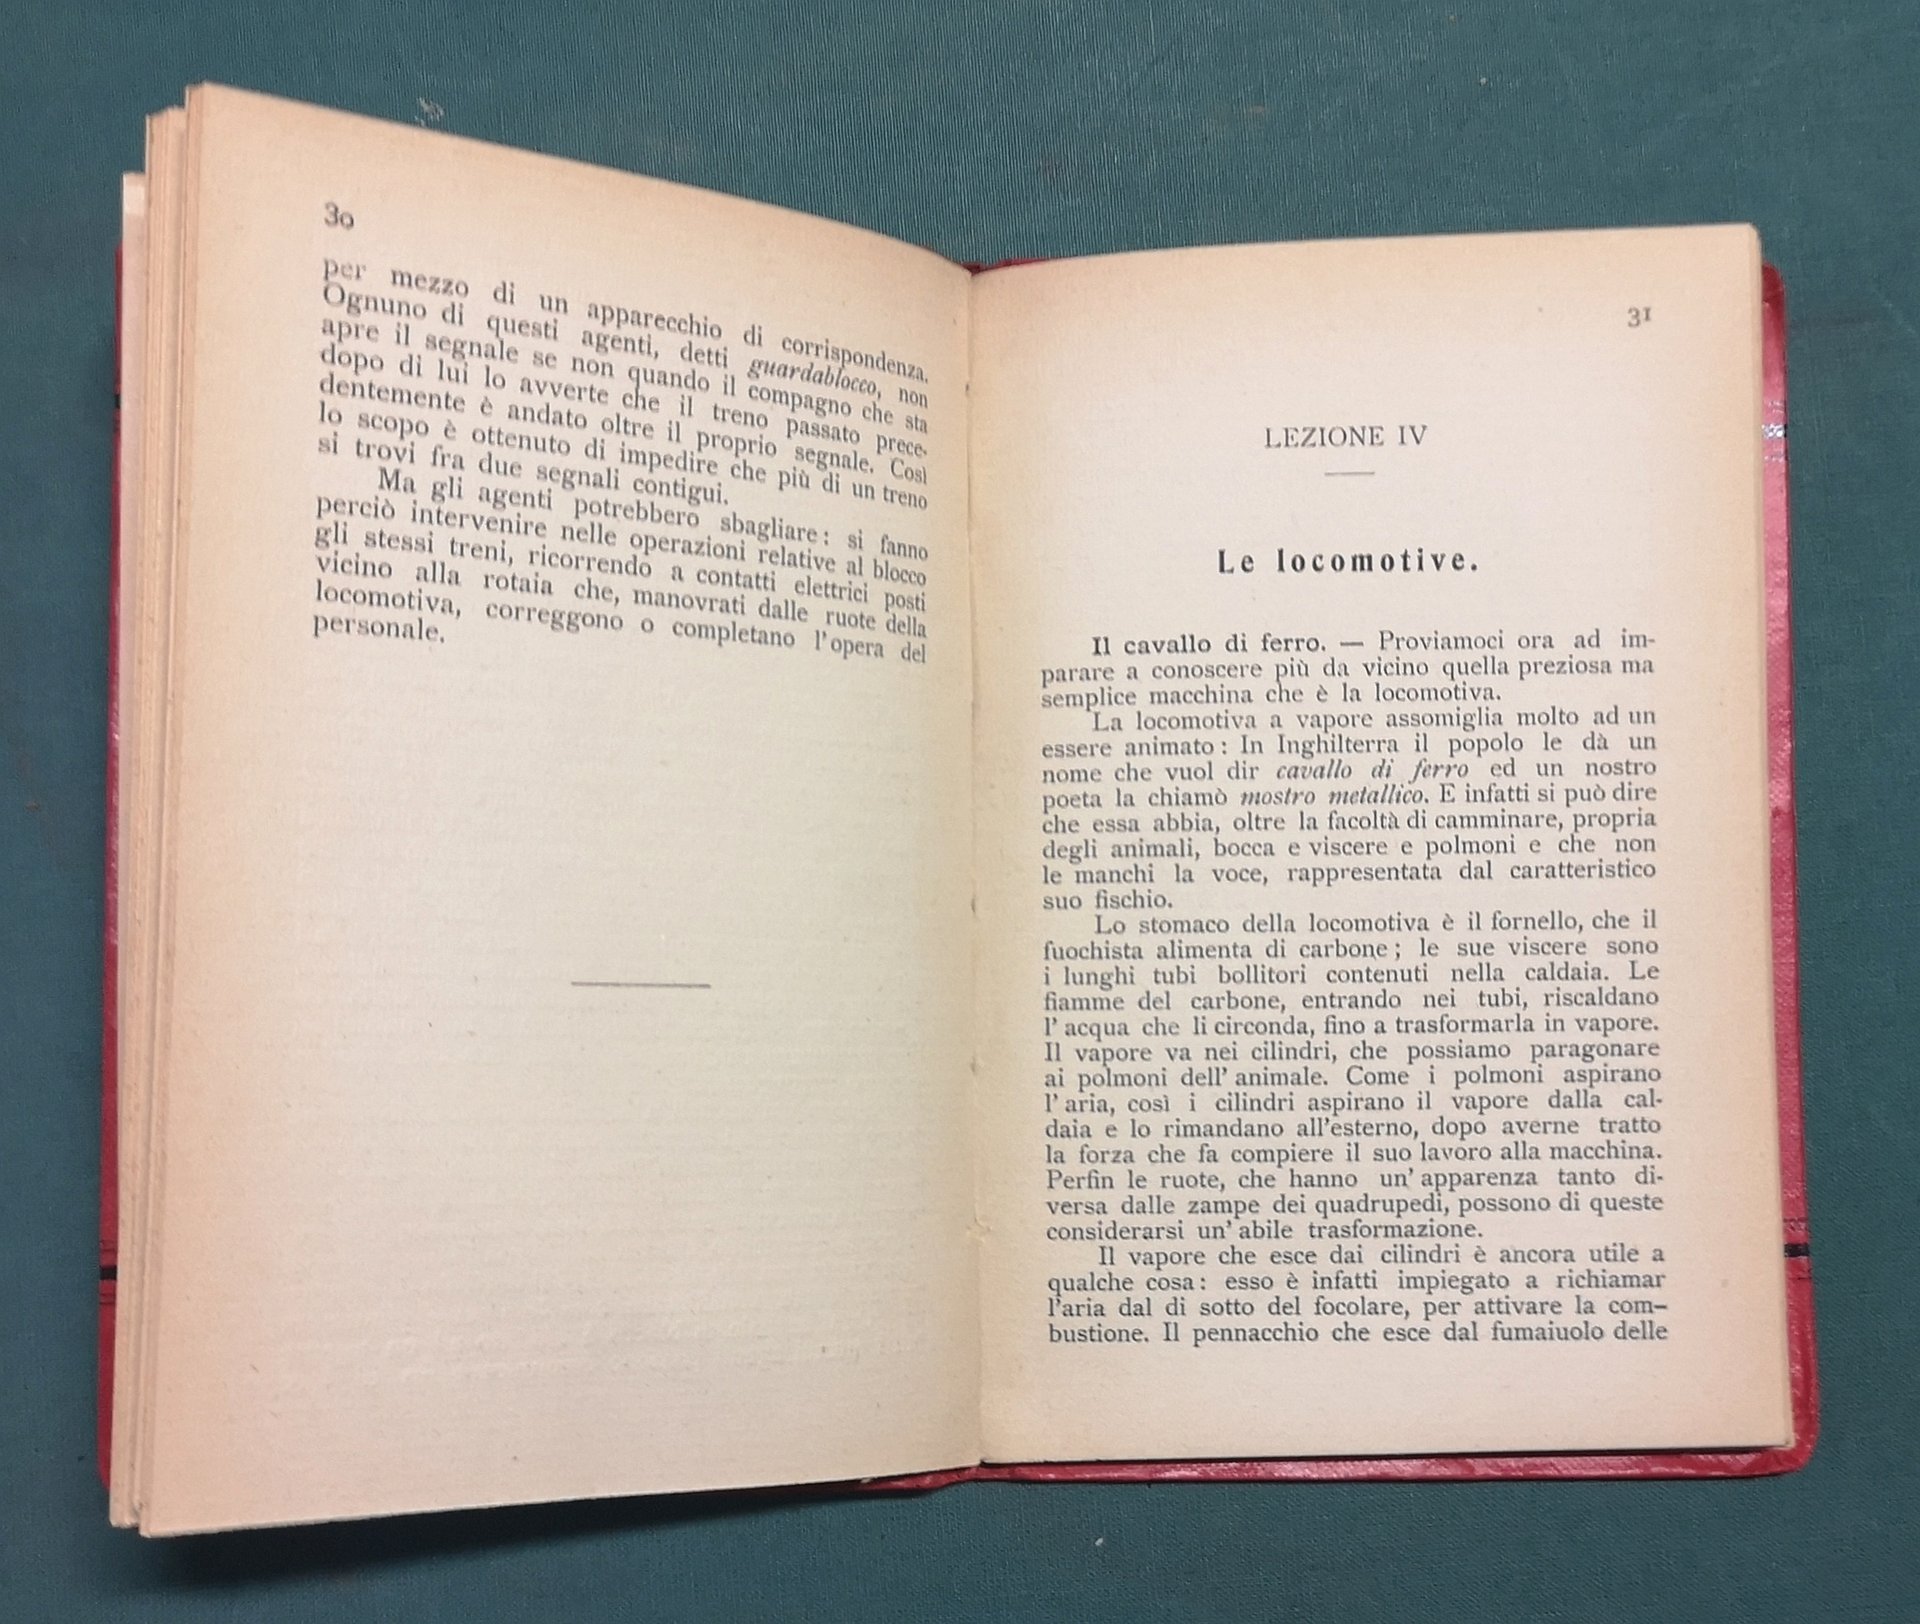 30
per mezzo di un apparecchio di corrispondenza.
Ognuno di questi agenti, detti guardablocco, non
apre il segnale se non quando il compagno che sta
dopo di lui lo avverte che il treno passato prece-
dentemente è andato oltre il proprio segnale. Così
lo scopo è ottenuto di impedire che più di un treno
si trovi fra due segnali contigui.
Ma gli agenti potrebbero sbagliare: si fanno
perciò intervenire nelle operazioni relative al blocco
gli stessi treni, ricorrendo a contatti elettrici posti
vicino alla rotaia che, manovrati dalle ruote della
locomotiva, correggono o completano l'opera del
personale.
31
LEZIONE IV
Le locomotive.
Il cavallo di ferro. — Proviamoci ora ad im-
parare a conoscere più da vicino quella preziosa ma
semplice macchina che è la locomotiva.
La locomotiva a vapore assomiglia molto ad un
essere animato: In Inghilterra il popolo le dà un
nome che vuol dir cavallo di ferro ed un nostro
poeta la chiamò mostro metallico. E infatti si può dire
che essa abbia, oltre la facoltà di camminare, propria
degli animali, bocca e viscere e polmoni e che non
le manchi la voce, rappresentata dal caratteristico
suo fischio.
Lo stomaco della locomotiva è il fornello, che il
fuochista alimenta di carbone; le sue viscere sono
i lunghi tubi bollitori contenuti nella caldaia. Le
fiamme del carbone, entrando nei tubi, riscaldano
l'acqua che li circonda, fino a trasformarla in vapore.
Il vapore va nei cilindri, che possiamo paragonare
ai polmoni dell'animale. Come i polmoni aspirano
l'aria, così i cilindri aspirano il vapore dalla cal-
daia e lo rimandano all'esterno, dopo averne tratto
la forza che fa compiere il suo lavoro alla macchina.
Perfin le ruote, che hanno un'apparenza tanto di-
versa dalle zampe dei quadrupedi, possono di queste
considerarsi un'abile trasformazione.
Il vapore che esce dai cilindri è ancora utile a
qualche cosa: esso è infatti impiegato a richiamar
l'aria dal di sotto del focolare, per attivare la com-
bustione. Il pennacchio che esce dal fumaiuolo delle